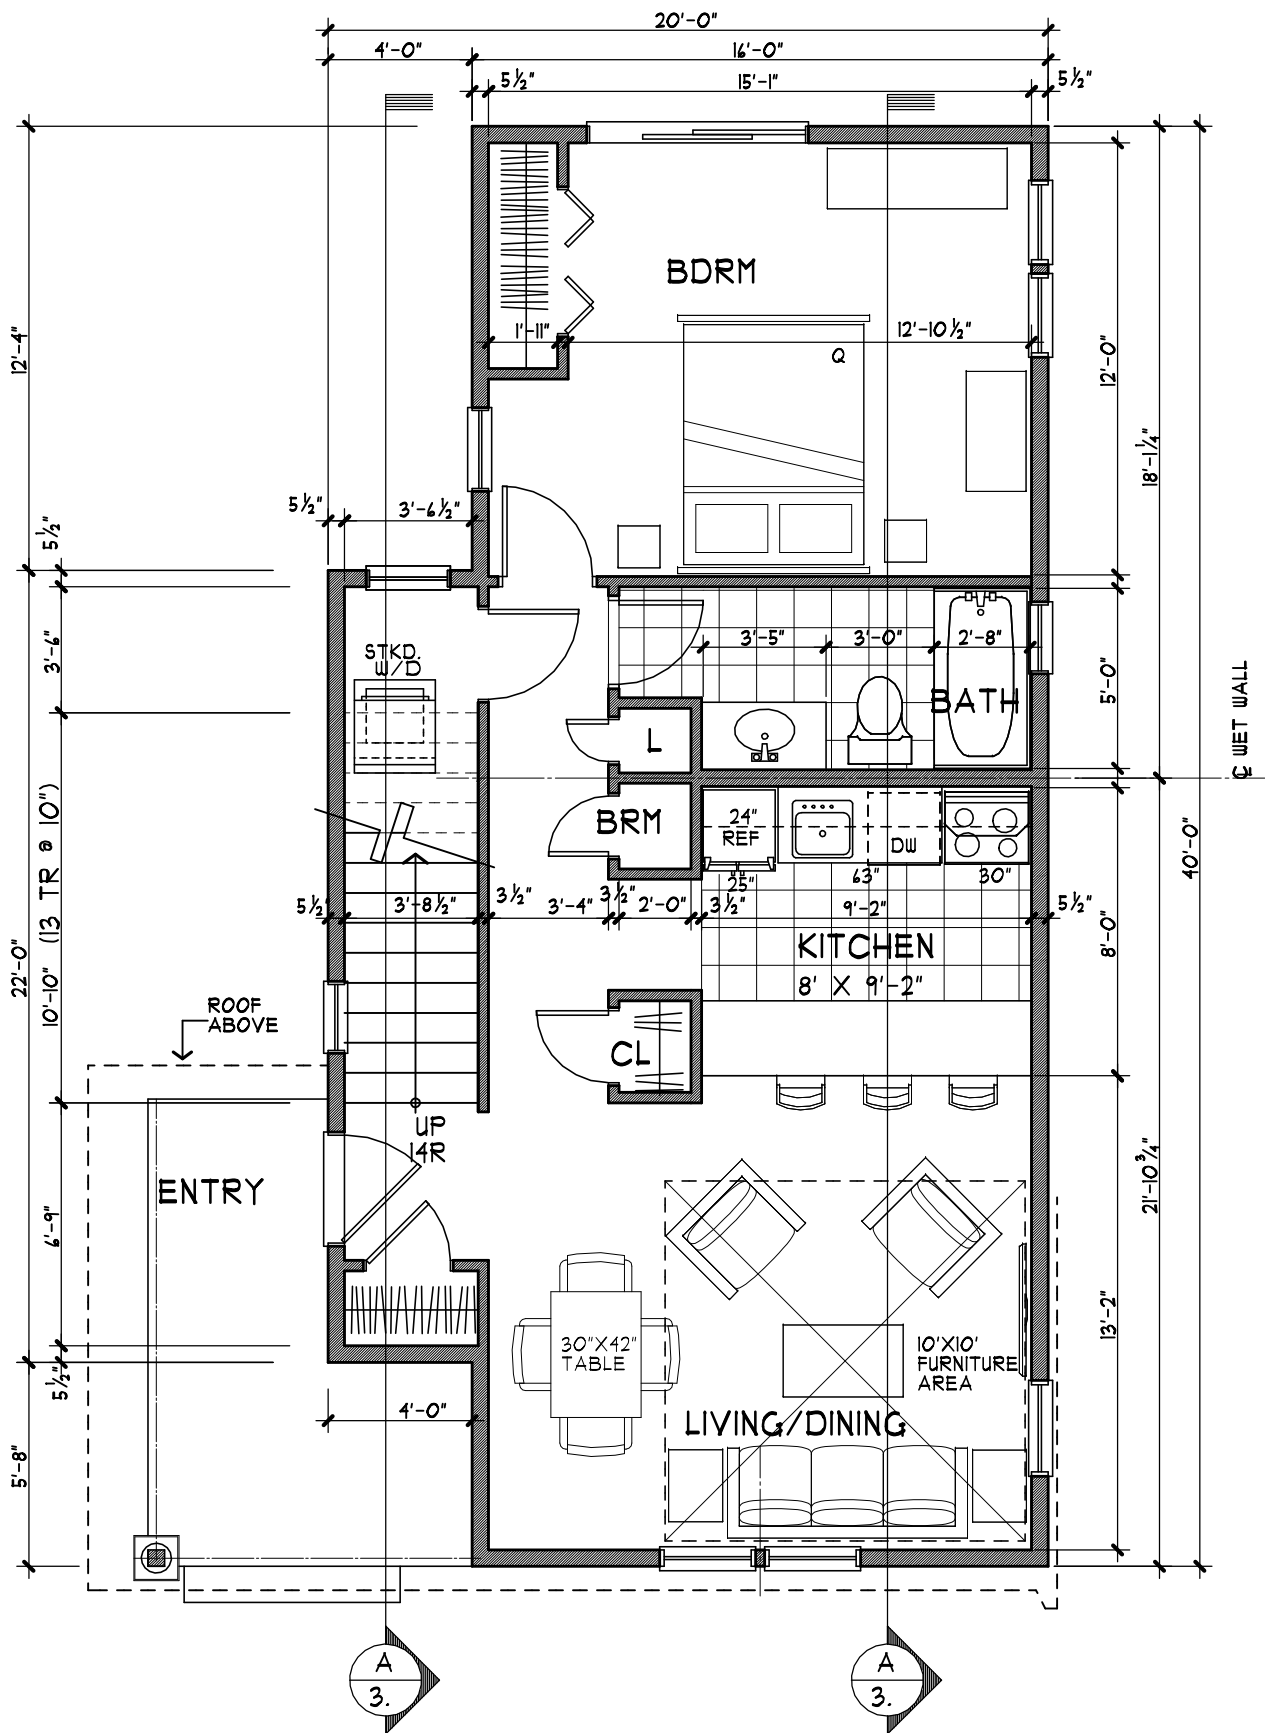 20'-0"
4'-0"
16'-0"
5½"
15'-1"
5½"
BDRM
1'-11"
12'-10½"
Q
12'-4"
12'-0"
18'-1¼"
5½"
3'-6½"
5½"
3'-6"
STKD.
W/D
3'-5"
3'-0"
2'-8"
BATH
5'-0"
℄ WET WALL
L
BRM
24"
REF
DW
25"
63"
30"
40'-0"
5½"
3'-8½"
3½"
3'-4"
3½"
2'-0"
3½"
9'-2"
5½"
KITCHEN
8' X 9'-2"
8'-0"
22'-0"
10'-10" (13 TR @ 10")
ROOF
ABOVE
CL
UP
14R
ENTRY
6'-9"
21'-10¾"
13'-2"
30"X42"
TABLE
10'X10'
FURNITURE
AREA
LIVING/DINING
5½"
4'-0"
5'-8"
A
3.
A
3.